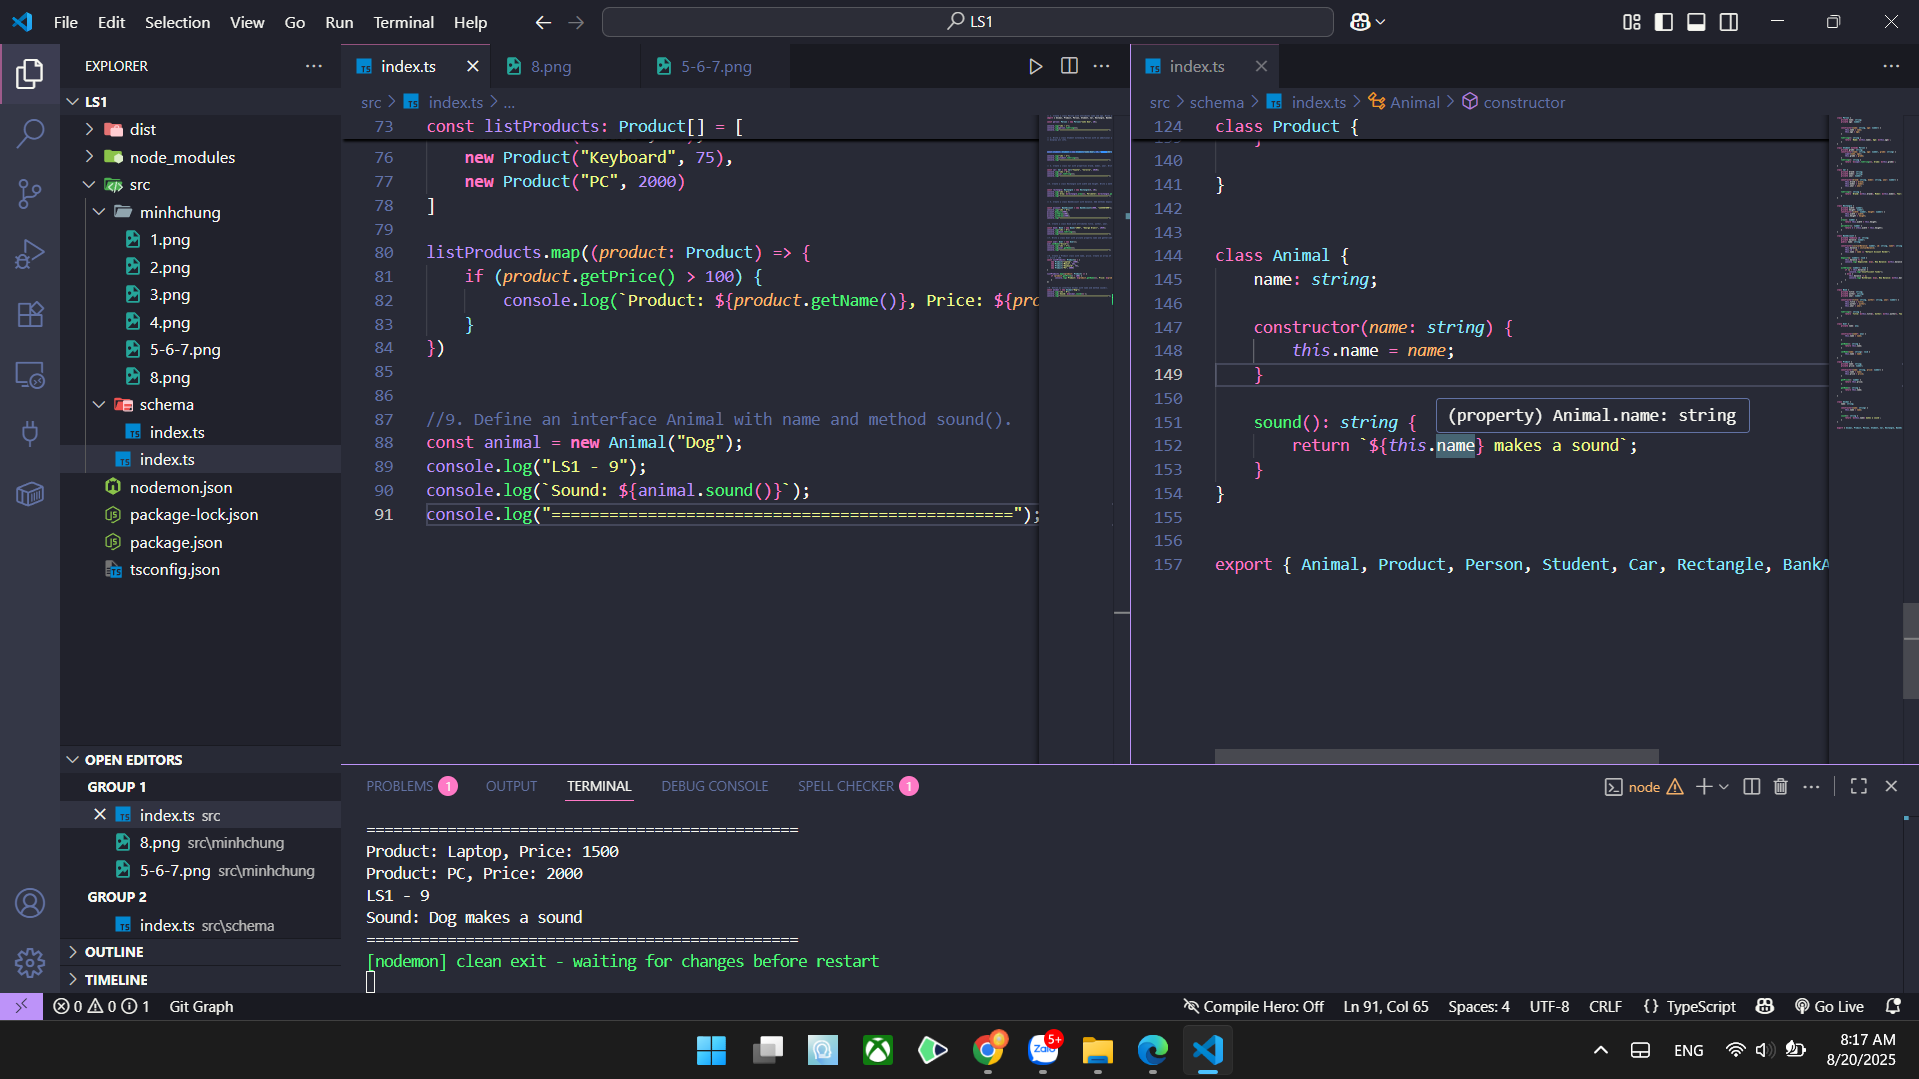 File Edit Selection View Go Run Terminal Help
LS1
EXPLORER
LS1
dist
node_modules
src
minhchung
1.png
2.png
3.png
4.png
5-6-7.png
8.png
schema
index.ts
index.ts
nodemon.json
package-lock.json
package.json
tsconfig.json
OPEN EDITORS
GROUP 1
index.ts src
8.png src\minhchung
5-6-7.png src\minhchung
GROUP 2
index.ts src\schema
OUTLINE
TIMELINE
index.ts 8.png 5-6-7.png
src > index.ts > ...
73 const listProducts: Product[] = [
76 new Product("Keyboard", 75),
77 new Product("PC", 2000)
78 ]
79
80 listProducts.map((product: Product) => {
81 if (product.getPrice() > 100) {
82 console.log(`Product: ${product.getName()}, Price: ${pro
83 }
84 })
85
86
87 //9. Define an interface Animal with name and method sound().
88 const animal = new Animal("Dog");
89 console.log("LS1 - 9");
90 console.log(`Sound: ${animal.sound()}`);
91 console.log("================================================");
index.ts
src > schema > index.ts > Animal > constructor
124 class Product {
140
141 }
142
143
144 class Animal {
145 name: string;
146
147 constructor(name: string) {
148 this.name = name;
149 }
150
(property) Animal.name: string
151 sound(): string {
152 return `${this.name} makes a sound`;
153 }
154 }
155
156
157 export { Animal, Product, Person, Student, Car, Rectangle, BankA
PROBLEMS 1 OUTPUT TERMINAL DEBUG CONSOLE SPELL CHECKER 1
node
================================================
Product: Laptop, Price: 1500
Product: PC, Price: 2000
LS1 - 9
Sound: Dog makes a sound
================================================
[nodemon] clean exit - waiting for changes before restart
0 0 1 Git Graph
Compile Hero: Off Ln 91, Col 65 Spaces: 4 UTF-8 CRLF {} TypeScript Go Live
Zalo 5+
ENG
8:17 AM
8/20/2025